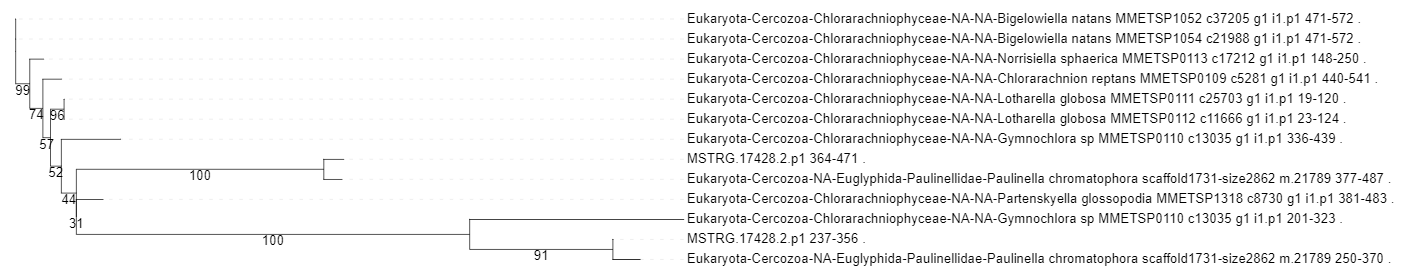 Eukaryota-Cercozoa-Chlorarachniophyceae-NA-NA-Bigelowiella natans MMETSP1052 c37205 g1 i1.p1 471-572 .
Eukaryota-Cercozoa-Chlorarachniophyceae-NA-NA-Bigelowiella natans MMETSP1054 c21988 g1 i1.p1 471-572 .
Eukaryota-Cercozoa-Chlorarachniophyceae-NA-NA-Norrisiella sphaerica MMETSP0113 c17212 g1 i1.p1 148-250 .
Eukaryota-Cercozoa-Chlorarachniophyceae-NA-NA-Chlorarachnion reptans MMETSP0109 c5281 g1 i1.p1 440-541 .
99
Eukaryota-Cercozoa-Chlorarachniophyceae-NA-NA-Lotharella globosa MMETSP0111 c25703 g1 i1.p1 19-120 .
74 96
Eukaryota-Cercozoa-Chlorarachniophyceae-NA-NA-Lotharella globosa MMETSP0112 c11666 g1 i1.p1 23-124 .
Eukaryota-Cercozoa-Chlorarachniophyceae-NA-NA-Gymnochlora sp MMETSP0110 c13035 g1 i1.p1 336-439 .
57
MSTRG.17428.2.p1 364-471 .
52
100
Eukaryota-Cercozoa-NA-Euglyphida-Paulinellidae-Paulinella chromatophora scaffold1731-size2862 m.21789 377-487 .
44
Eukaryota-Cercozoa-Chlorarachniophyceae-NA-NA-Partenskyella glossopodia MMETSP1318 c8730 g1 i1.p1 381-483 .
31
Eukaryota-Cercozoa-Chlorarachniophyceae-NA-NA-Gymnochlora sp MMETSP0110 c13035 g1 i1.p1 201-323 .
100
MSTRG.17428.2.p1 237-356 .
91
Eukaryota-Cercozoa-NA-Euglyphida-Paulinellidae-Paulinella chromatophora scaffold1731-size2862 m.21789 250-370 .